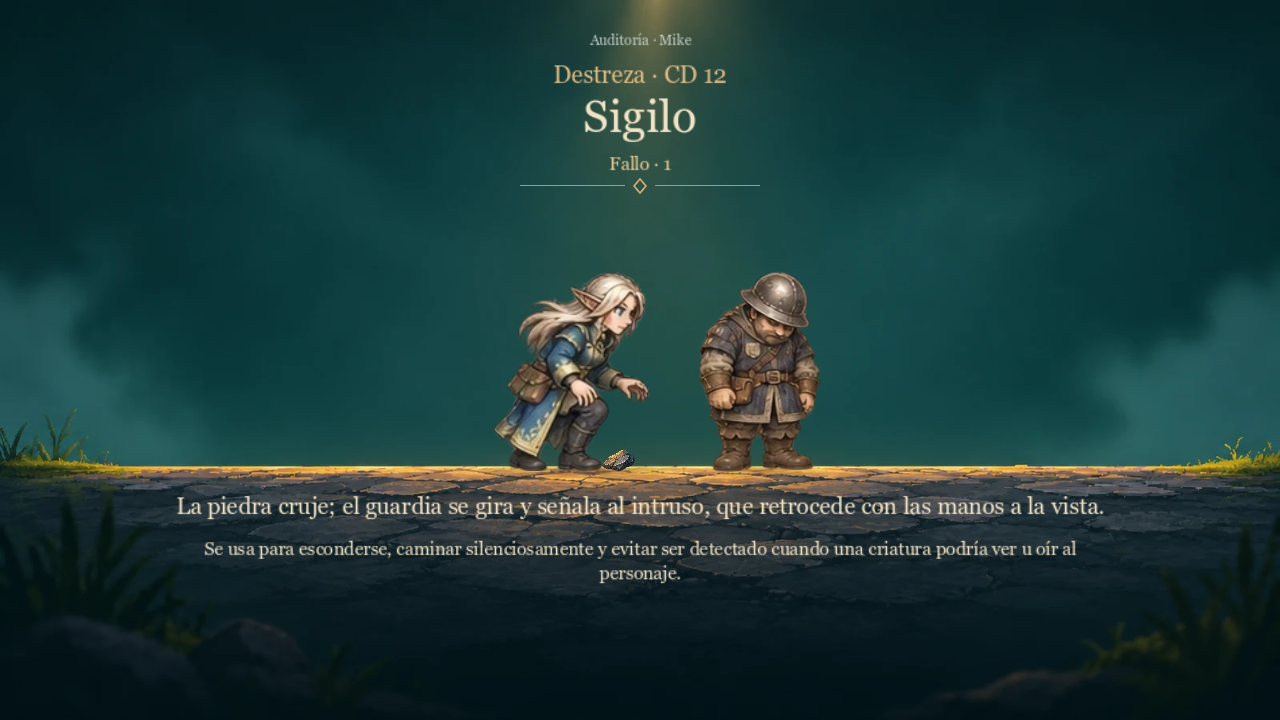 Auditoría · Mike
Destreza · CD 12
Sigilo
Fallo · 1
La piedra cruje; el guardia se gira y señala al intruso, que retrocede con las manos a la vista.
Se usa para esconderse, caminar silenciosamente y evitar ser detectado cuando una criatura podría ver u oír al
personaje.